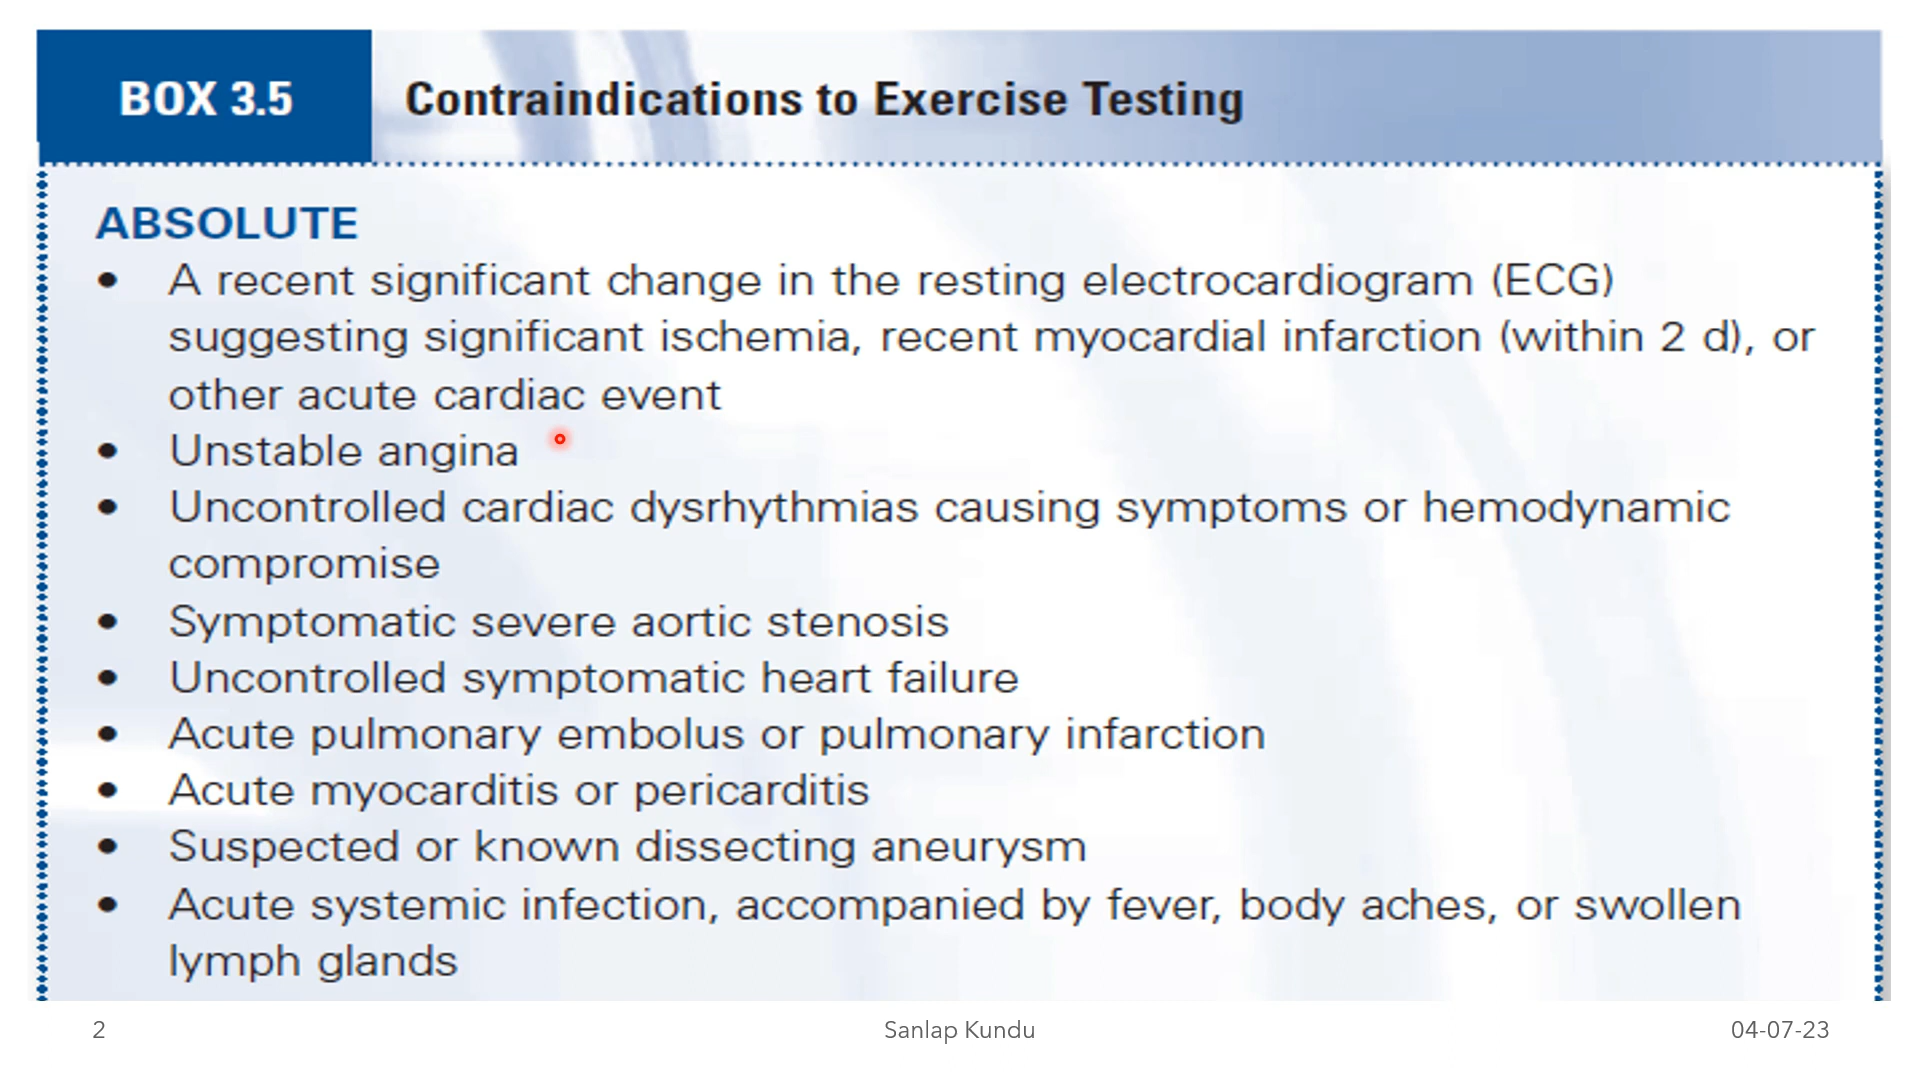 BOX 3.5 Contraindications to Exercise Testing
ABSOLUTE
• A recent significant change in the resting electrocardiogram (ECG)
suggesting significant ischemia, recent myocardial infarction (within 2 d), or
other acute cardiac event
• Unstable angina
• Uncontrolled cardiac dysrhythmias causing symptoms or hemodynamic
compromise
• Symptomatic severe aortic stenosis
• Uncontrolled symptomatic heart failure
• Acute pulmonary embolus or pulmonary infarction
• Acute myocarditis or pericarditis
• Suspected or known dissecting aneurysm
• Acute systemic infection, accompanied by fever, body aches, or swollen
lymph glands
2 Sanlap Kundu 04-07-23